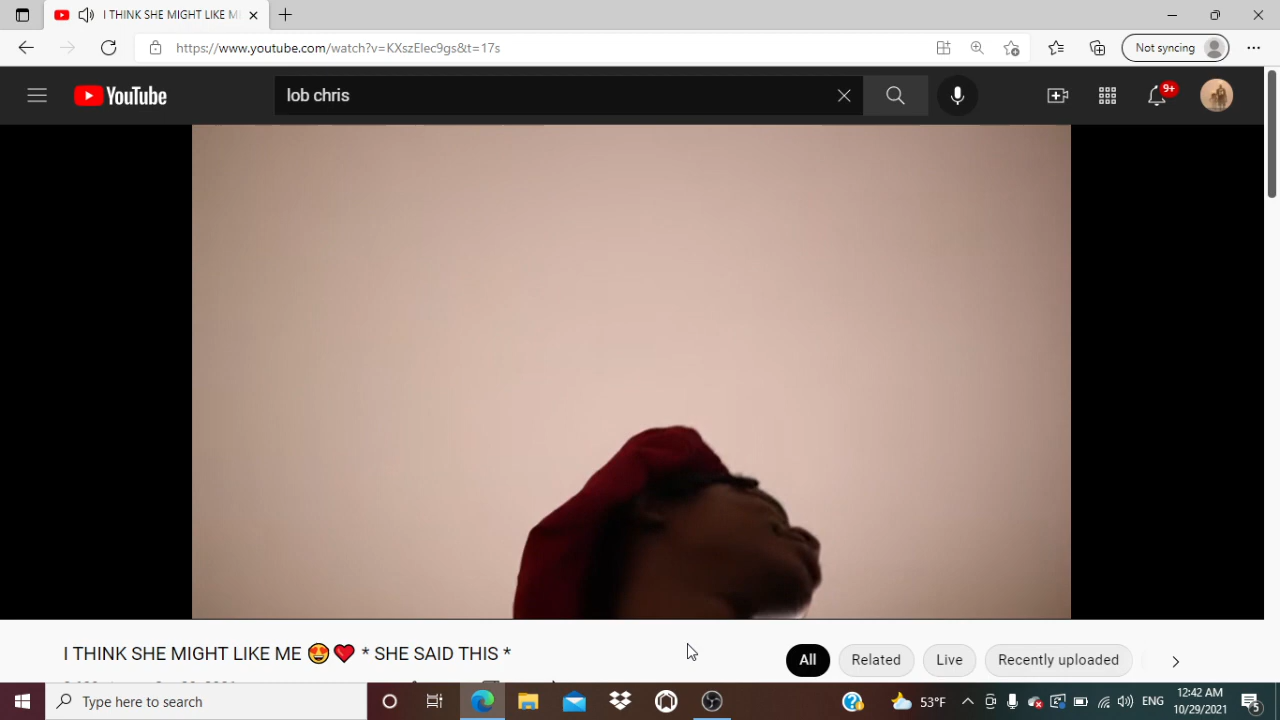 I THINK SHE MIGHT LIKE M
https://www.youtube.com/watch?v=KXszElec9gs&t=17s
Not syncing
YouTube
lob chris
9+
I THINK SHE MIGHT LIKE ME 😍❤️ * SHE SAID THIS *
All
Related
Live
Recently uploaded
Type here to search
53°F
ENG
12:42 AM
10/29/2021
5